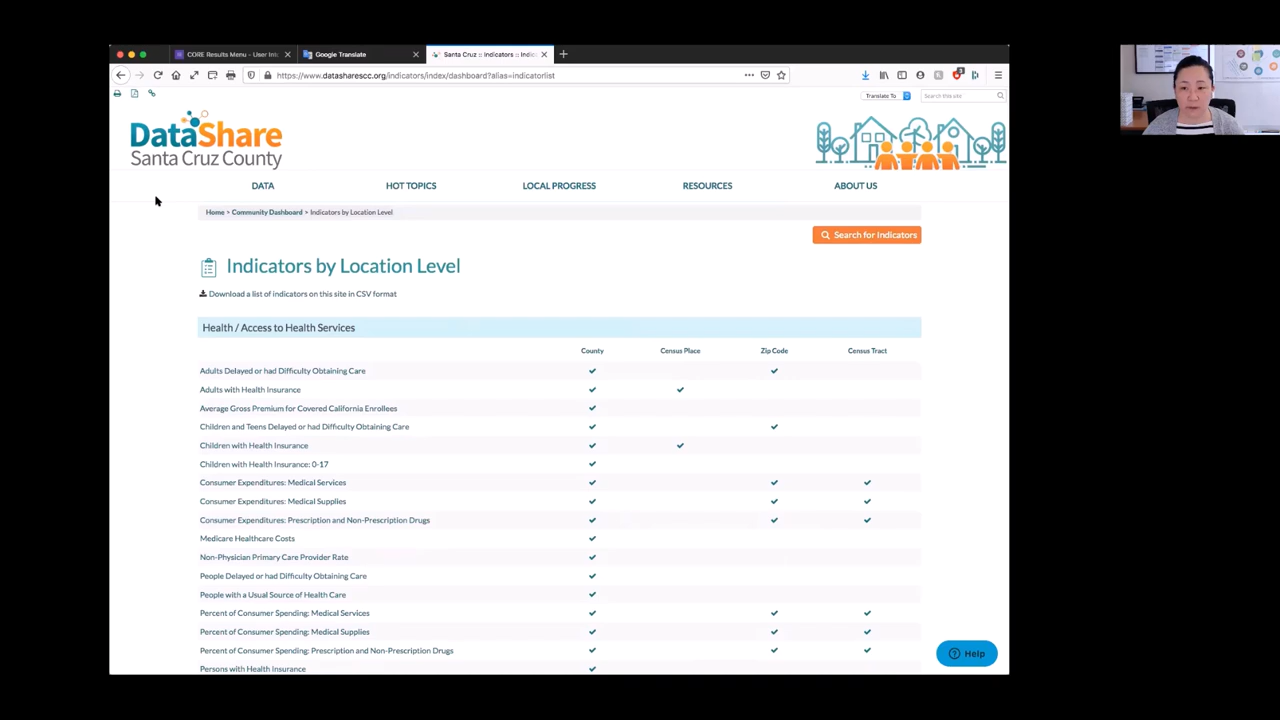 CORE Results Menu - User Int
Google Translate
Santa Cruz :: Indicators :: Indic
https://www.datasharescc.org/indicators/index/dashboard?alias=indicatorlist
Translate To
Search this site
DataShare
Santa Cruz County
DATA
HOT TOPICS
LOCAL PROGRESS
RESOURCES
ABOUT US
Home > Community Dashboard > Indicators by Location Level
Search for Indicators
Indicators by Location Level
Download a list of indicators on this site in CSV format
Health / Access to Health Services
County Census Place Zip Code Census Tract
Adults Delayed or had Difficulty Obtaining Care
Adults with Health Insurance
Average Gross Premium for Covered California Enrollees
Children and Teens Delayed or had Difficulty Obtaining Care
Children with Health Insurance
Children with Health Insurance: 0-17
Consumer Expenditures: Medical Services
Consumer Expenditures: Medical Supplies
Consumer Expenditures: Prescription and Non-Prescription Drugs
Medicare Healthcare Costs
Non-Physician Primary Care Provider Rate
People Delayed or had Difficulty Obtaining Care
People with a Usual Source of Health Care
Percent of Consumer Spending: Medical Services
Percent of Consumer Spending: Medical Supplies
Percent of Consumer Spending: Prescription and Non-Prescription Drugs
Persons with Health Insurance
Help